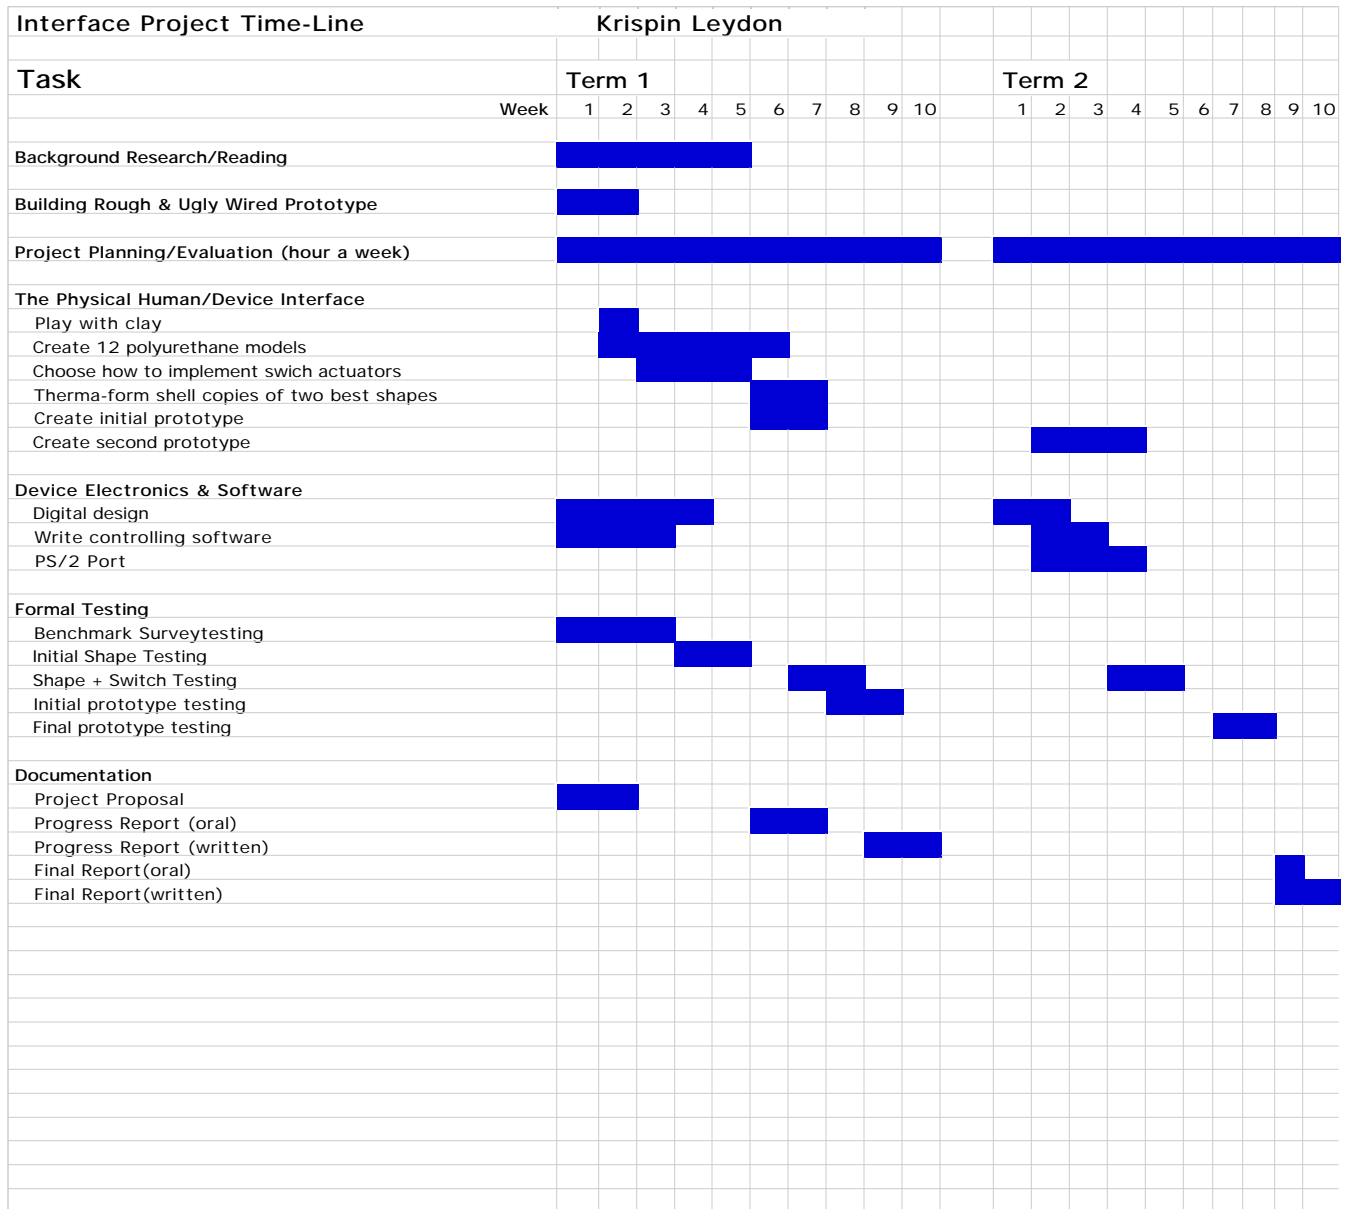 Interface Project Time-Line Krispin Leydon
Task Term 1 Term 2
Week 1 2 3 4 5 6 7 8 9 10 1 2 3 4 5 6 7 8 9 10
Background Research/Reading
Building Rough & Ugly Wired Prototype
Project Planning/Evaluation (hour a week)
The Physical Human/Device Interface
Play with clay
Create 12 polyurethane models
Choose how to implement swich actuators
Therma-form shell copies of two best shapes
Create initial prototype
Create second prototype
Device Electronics & Software
Digital design
Write controlling software
PS/2 Port
Formal Testing
Benchmark Surveytesting
Initial Shape Testing
Shape + Switch Testing
Initial prototype testing
Final prototype testing
Documentation
Project Proposal
Progress Report (oral)
Progress Report (written)
Final Report(oral)
Final Report(written)